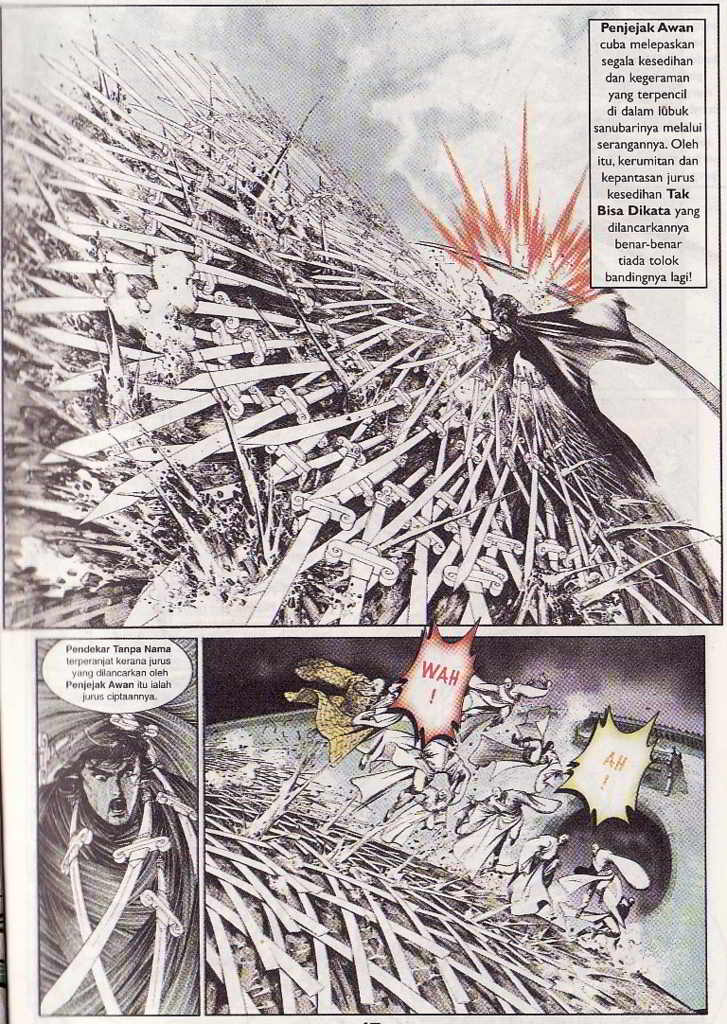 Penjejak Awan
cuba melepaskan
segala kesedihan
dan kegeraman
yang terpencil
di dalam lubuk
sanubarinya melalui
serangannya. Oleh
itu, kerumitan dan
kepantasan jurus
kesedihan Tak
Bisa Dikata yang
dilancarkannya
benar-benar
tiada tolok
bandingnya lagi!
Pendekar Tanpa Nama
terperanjat kerana jurus
yang dilancarkan oleh
Penjejak Awan itu ialah
jurus ciptaannya.
WAH
!
AH
!